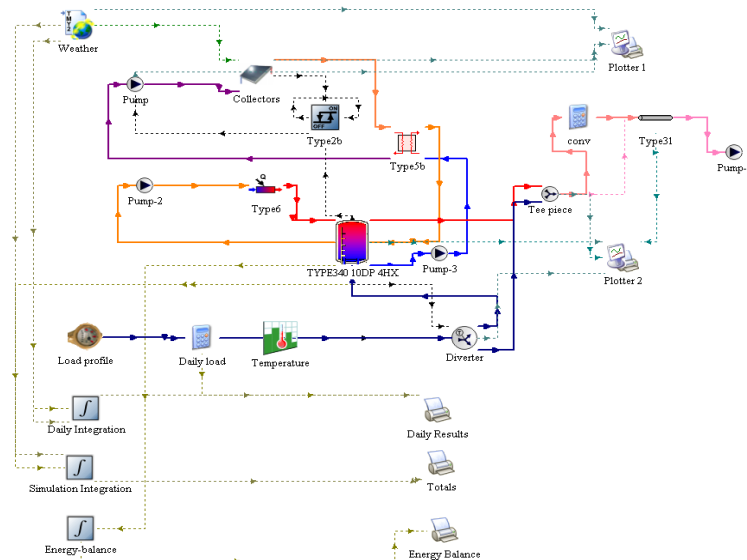 TM
Y2
Weather
Plotter 1
Pump
Collectors
ON
OFF
Type2b
conv
Type31
Type5b
Pump-
Pump-2
Q
Type6
Tee piece
TYPE340 10DP 4HX
Pump-3
Plotter 2
Load profile
Daily load
Temperature
Diverter
Daily Integration
Daily Results
Simulation Integration
Totals
Energy-balance
Energy Balance